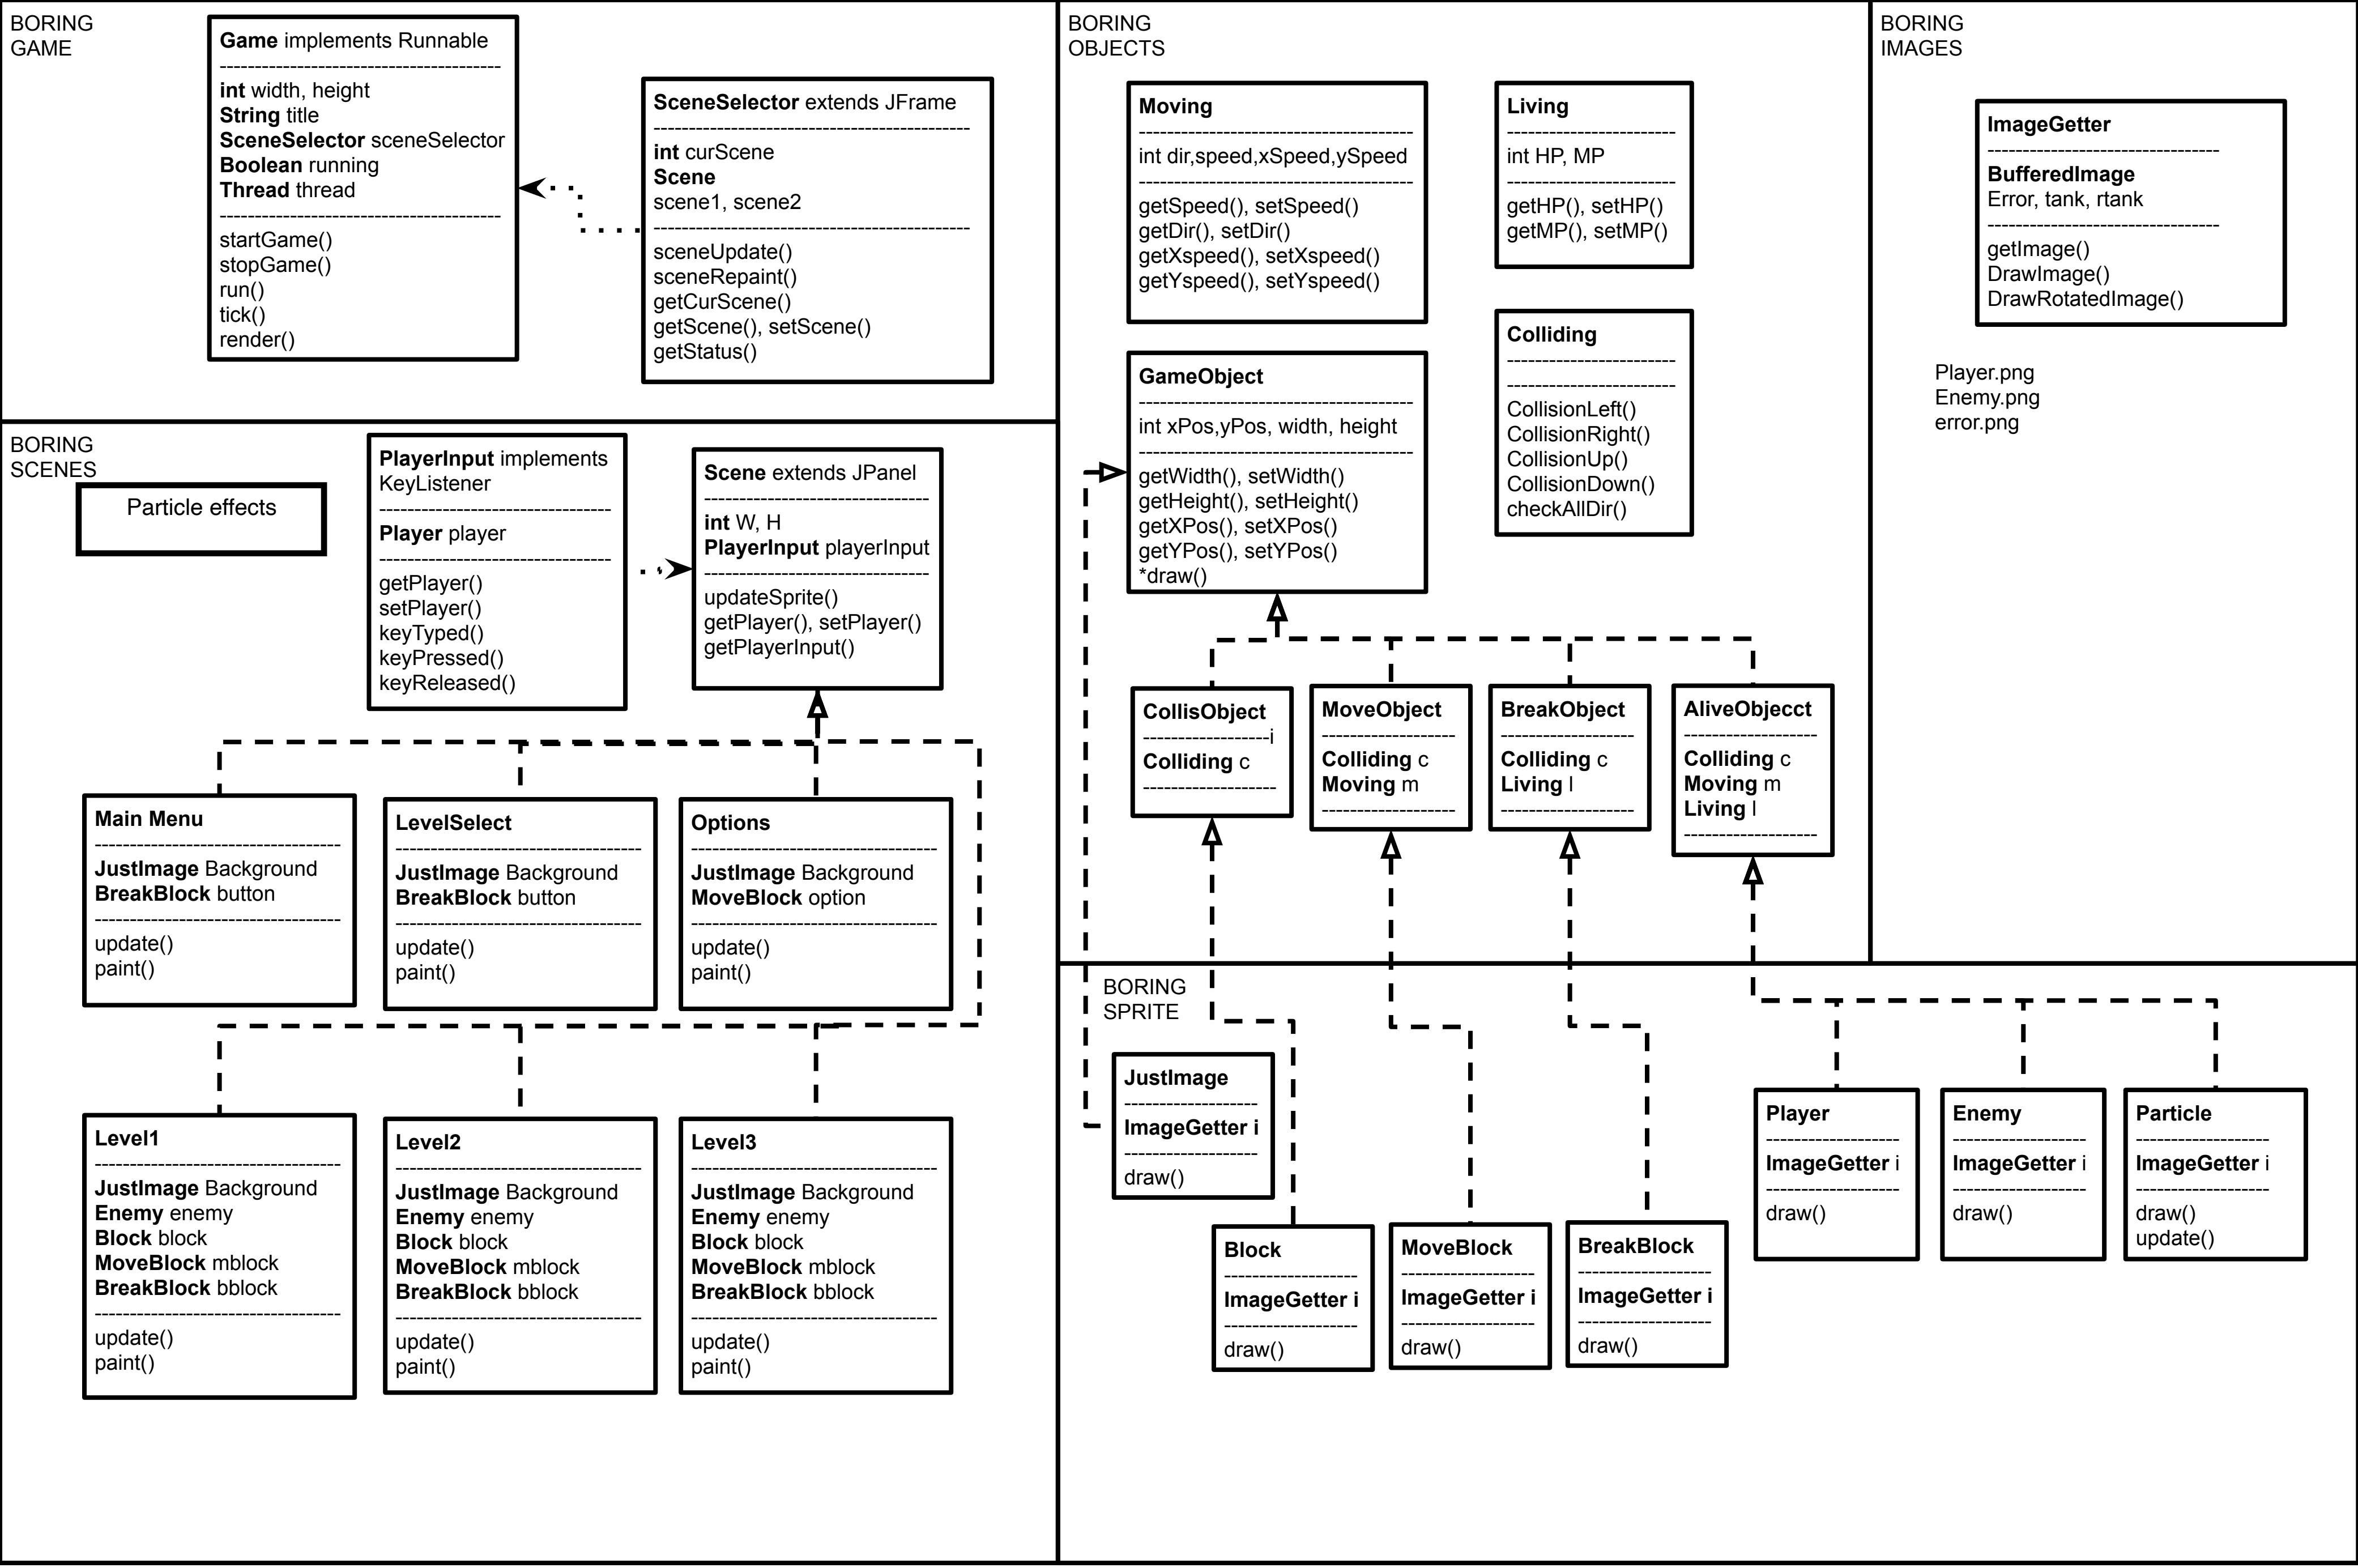 BORING
GAME
Game implements Runnable
----------------------------------------
int width, height
String title
SceneSelector sceneSelector
Boolean running
Thread thread
----------------------------------------
startGame()
stopGame()
run()
tick()
render()
SceneSelector extends JFrame
---------------------------------------------
int curScene
Scene
scene1, scene2
---------------------------------------------
sceneUpdate()
sceneRepaint()
getCurScene()
getScene(), setScene()
getStatus()
BORING
SCENES
Particle effects
PlayerInput implements
KeyListener
---------------------------------
Player player
---------------------------------
getPlayer()
setPlayer()
keyTyped()
keyPressed()
keyReleased()
Scene extends JPanel
--------------------------------
int W, H
PlayerInput playerInput
--------------------------------
updateSprite()
getPlayer(), setPlayer()
getPlayerInput()
Main Menu
-----------------------------------
JustImage Background
BreakBlock button
-----------------------------------
update()
paint()
LevelSelect
-----------------------------------
JustImage Background
BreakBlock button
-----------------------------------
update()
paint()
Options
-----------------------------------
JustImage Background
MoveBlock option
-----------------------------------
update()
paint()
Level1
-----------------------------------
JustImage Background
Enemy enemy
Block block
MoveBlock mblock
BreakBlock bblock
-----------------------------------
update()
paint()
Level2
-----------------------------------
JustImage Background
Enemy enemy
Block block
MoveBlock mblock
BreakBlock bblock
-----------------------------------
update()
paint()
Level3
-----------------------------------
JustImage Background
Enemy enemy
Block block
MoveBlock mblock
BreakBlock bblock
-----------------------------------
update()
paint()
BORING
OBJECTS
Moving
---------------------------------------
int dir,speed,xSpeed,ySpeed
---------------------------------------
getSpeed(), setSpeed()
getDir(), setDir()
getXspeed(), setXspeed()
getYspeed(), setYspeed()
Living
------------------------
int HP, MP
------------------------
getHP(), setHP()
getMP(), setMP()
GameObject
---------------------------------------
int xPos,yPos, width, height
---------------------------------------
getWidth(), setWidth()
getHeight(), setHeight()
getXPos(), setXPos()
getYPos(), setYPos()
*draw()
Colliding
------------------------
------------------------
CollisionLeft()
CollisionRight()
CollisionUp()
CollisionDown()
checkAllDir()
CollisObject
------------------i
Colliding c
-------------------
MoveObject
-------------------
Colliding c
Moving m
-------------------
BreakObject
-------------------
Colliding c
Living l
-------------------
AliveObjecct
-------------------
Colliding c
Moving m
Living l
-------------------
BORING
IMAGES
ImageGetter
---------------------------------
BufferedImage
Error, tank, rtank
---------------------------------
getImage()
DrawImage()
DrawRotatedImage()
Player.png
Enemy.png
error.png
BORING
SPRITE
JustImage
-------------------
ImageGetter i
-------------------
draw()
Block
-------------------
ImageGetter i
-------------------
draw()
MoveBlock
-------------------
ImageGetter i
-------------------
draw()
BreakBlock
-------------------
ImageGetter i
-------------------
draw()
Player
-------------------
ImageGetter i
-------------------
draw()
Enemy
-------------------
ImageGetter i
-------------------
draw()
Particle
-------------------
ImageGetter i
-------------------
draw()
update()